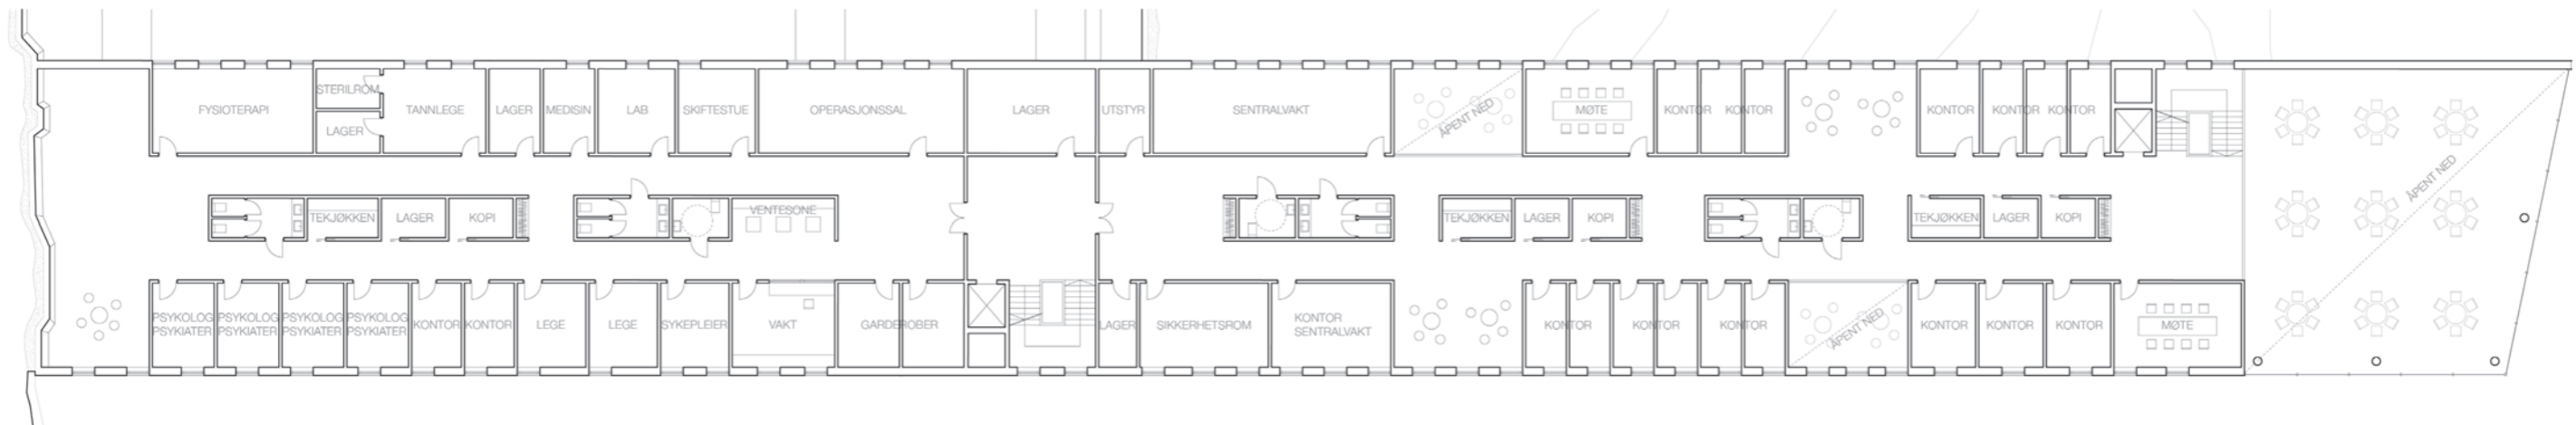 FYSIOTERAPI
STERILROM
LAGER
TANNLEGE
LAGER
MEDISIN
LAB
SKIFTESTUE
OPERASJONSSAL
LAGER
UTSTYR
SENTRALVAKT
ÅPENT NED
MØTE
KONTOR
KONTOR
KONTOR
KONTOR
KONTOR
TEKJØKKEN
LAGER
KOPI
VENTESONE
TEKJØKKEN
LAGER
KOPI
TEKJØKKEN
LAGER
KOPI
ÅPENT NED
PSYKOLOG
PSYKIATER
PSYKOLOG
PSYKIATER
PSYKOLOG
PSYKIATER
PSYKOLOG
PSYKIATER
KONTOR
KONTOR
LEGE
LEGE
SYKEPLEIER
VAKT
GARDEROBER
LAGER
SIKKERHETSROM
KONTOR
SENTRALVAKT
KONTOR
KONTOR
KONTOR
ÅPENT NED
KONTOR
KONTOR
KONTOR
MØTE